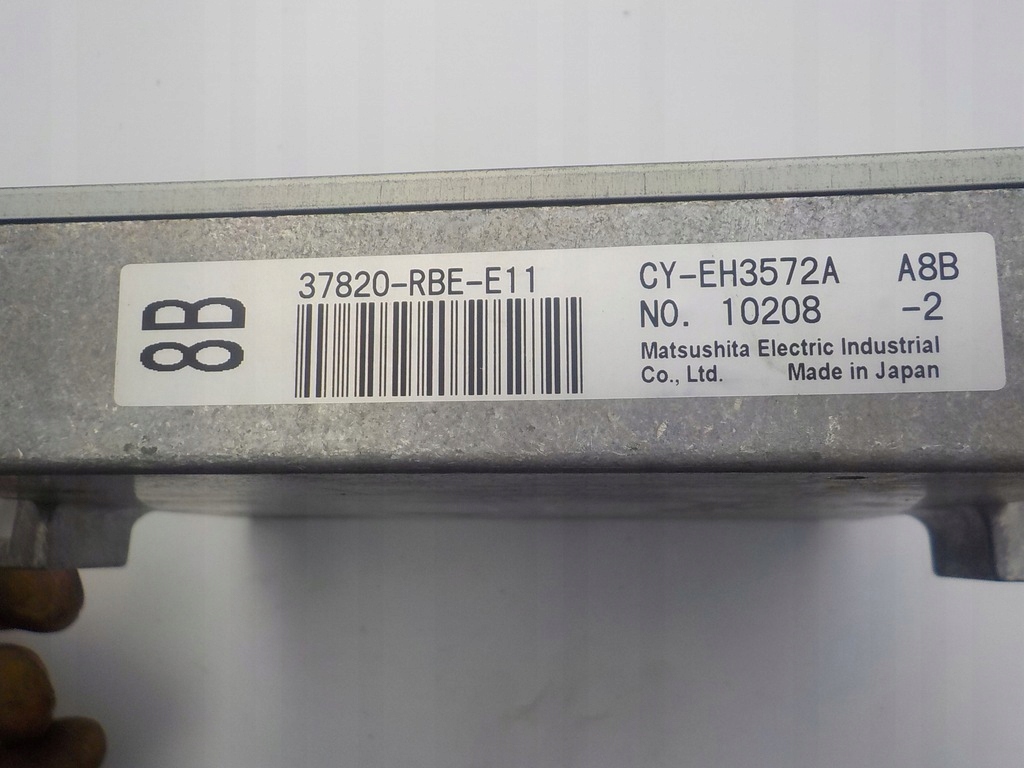 8B
37820-RBE-E11
CY-EH3572A A8B
NO. 10208 -2
Matsushita Electric Industrial
Co., Ltd. Made in Japan